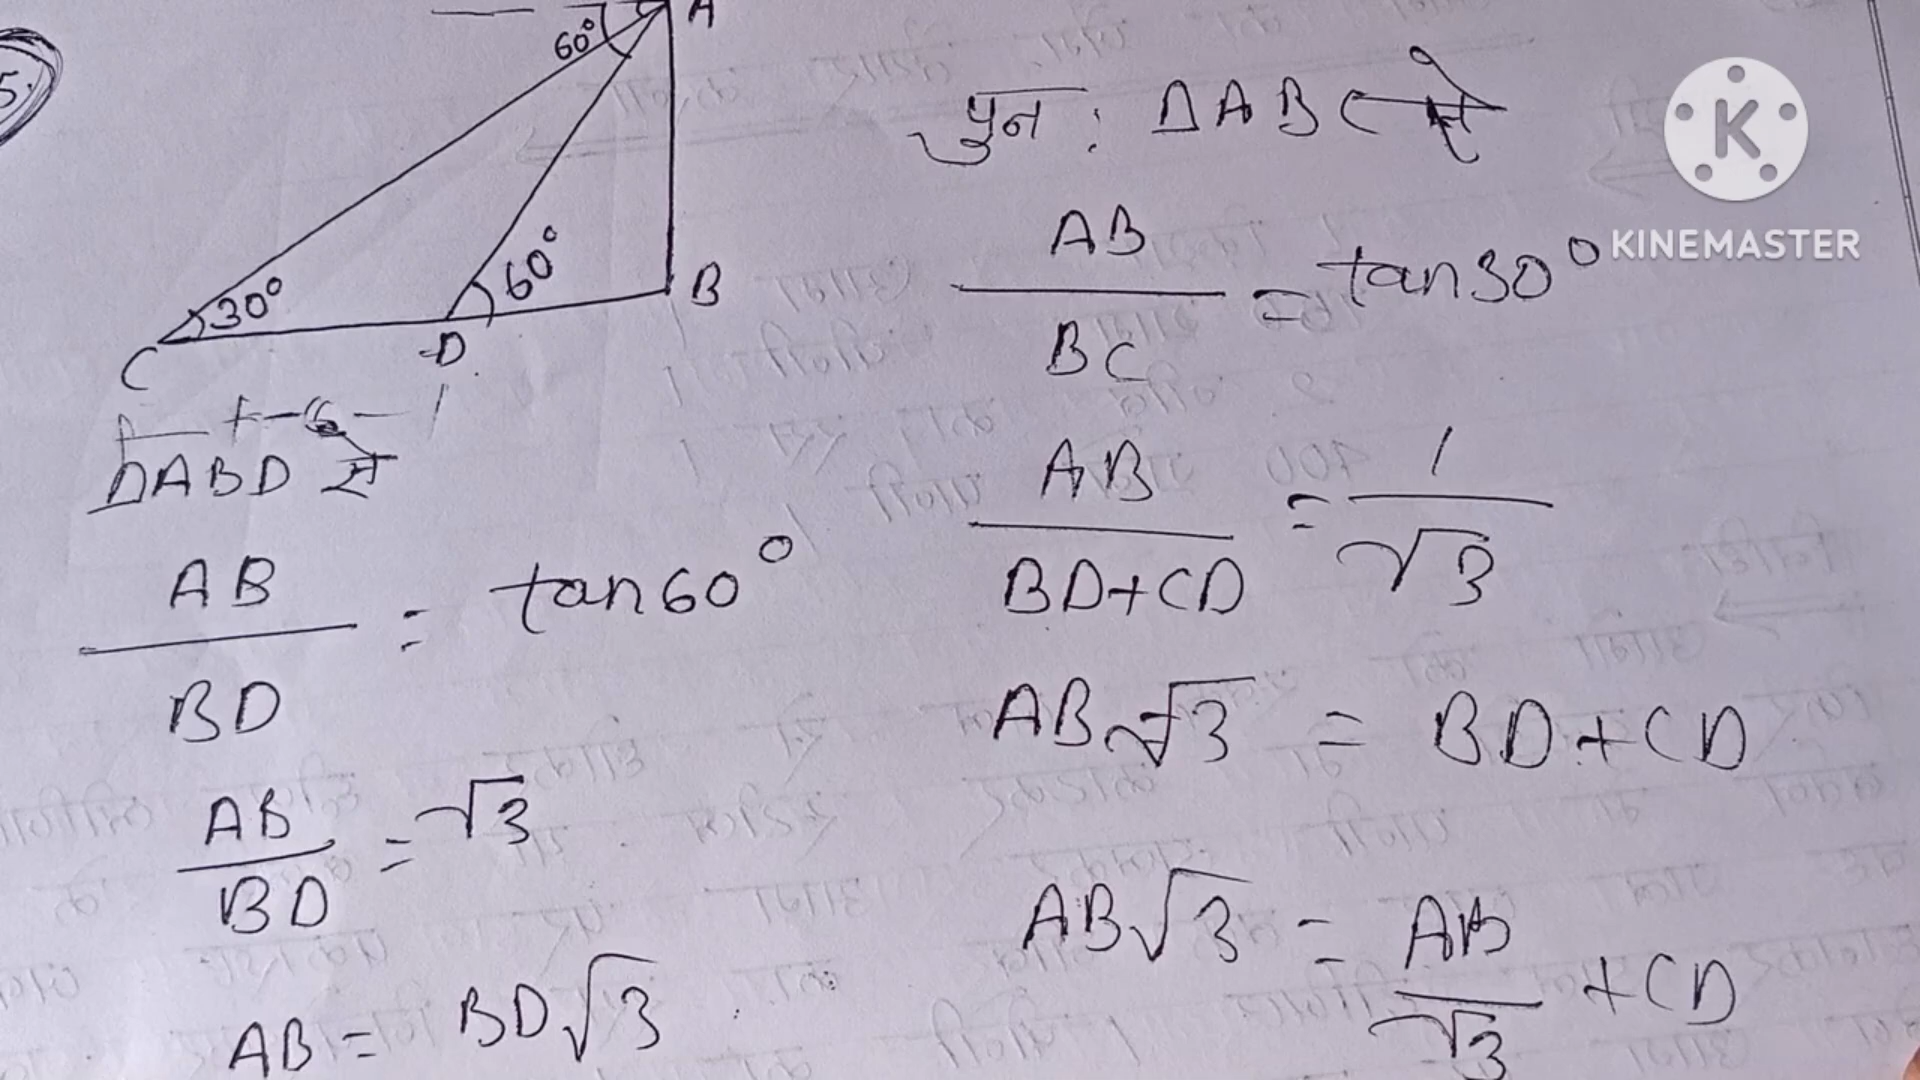 5.
60° A
30°
60°
B
C
D
6
ΔABD से
AB/BD = tan60°
AB/BD = √3
AB = BD√3
पुन: ΔABC से
AB/BC = tan30°
AB/BD+CD = 1/√3
AB√3 = BD+CD
AB√3 = AB/√3 + CD
K
KINEMASTER